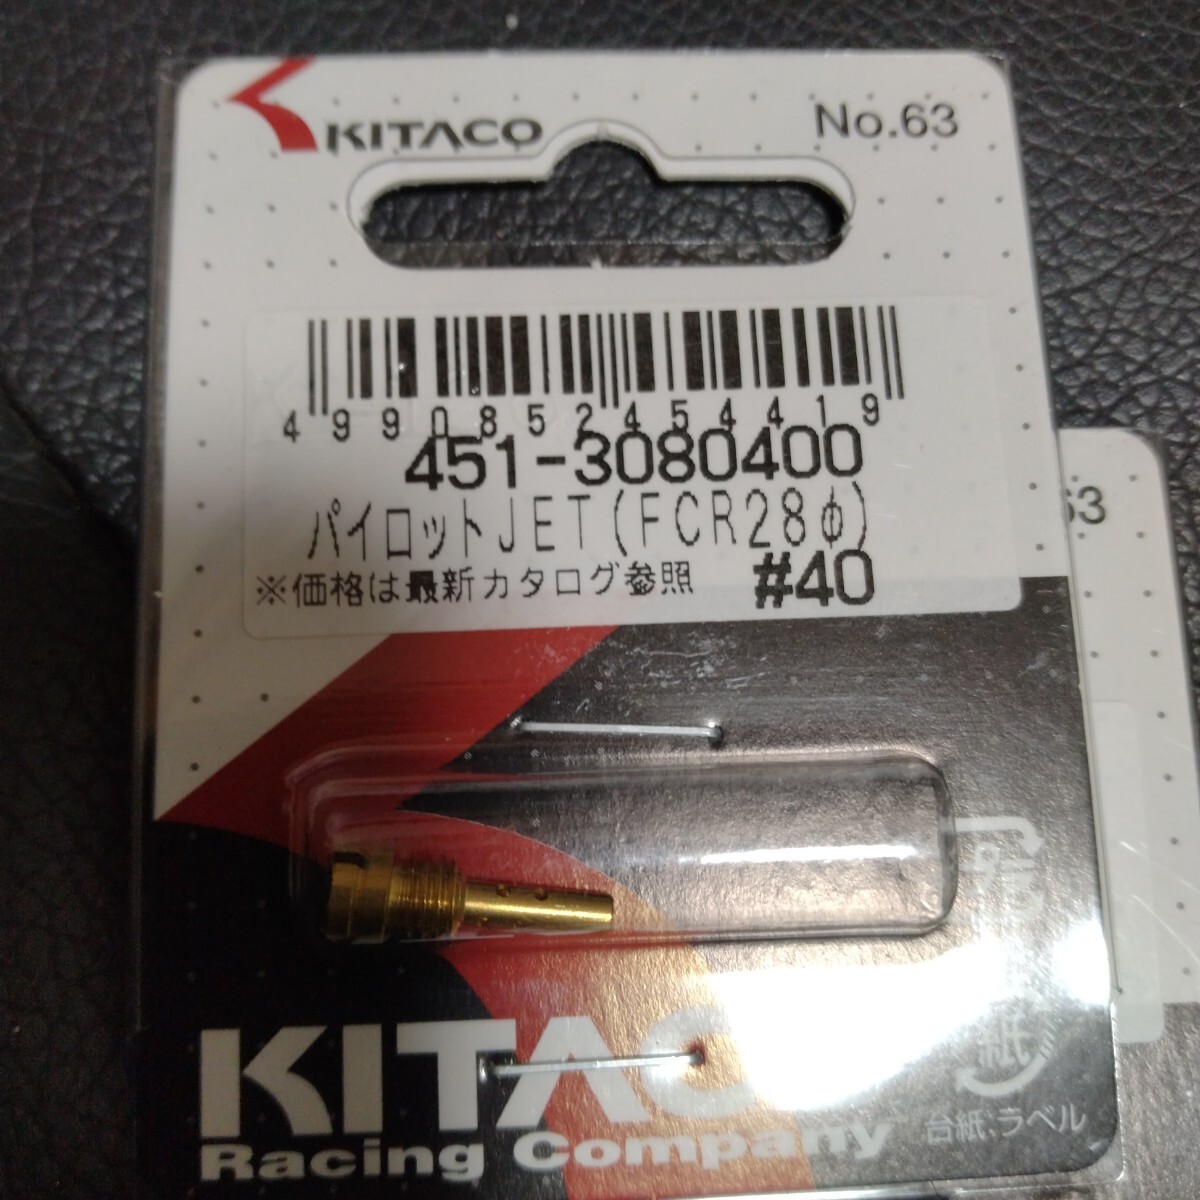 KITACO
No.63
4990852454419
451-3080400
パイロットJET(FCR28φ)
※価格は最新カタログ参照 #40
63
紙
KITACO
Racing Company
台紙:ラベル